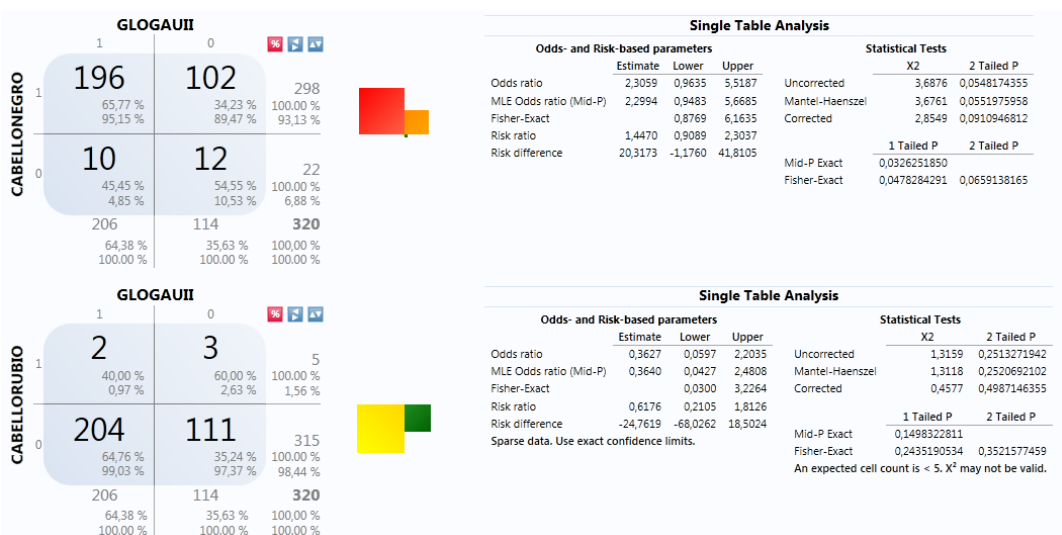 GLOGAUII
1 0 %
CABELLONEGRO
1 196 102 298
65,77 % 34,23 % 100.00 %
95,15 % 89,47 % 93,13 %
0 10 12 22
45,45 % 54,55 % 100.00 %
4,85 % 10,53 % 6,88 %
206 114 320
64,38 % 35,63 % 100,00 %
100.00 % 100.00 % 100.00 %
Single Table Analysis
Odds- and Risk-based parameters
Estimate Lower Upper
Odds ratio 2,3059 0,9635 5,5187
MLE Odds ratio (Mid-P) 2,2994 0,9483 5,6685
Fisher-Exact 0,8769 6,1635
Risk ratio 1,4470 0,9089 2,3037
Risk difference 20,3173 -1,1760 41,8105
Statistical Tests
X2 2 Tailed P
Uncorrected 3,6876 0,0548174355
Mantel-Haenszel 3,6761 0,0551975958
Corrected 2,8549 0,0910946812
1 Tailed P 2 Tailed P
Mid-P Exact 0,0326251850
Fisher-Exact 0,0478284291 0,0659138165
GLOGAUII
1 0 %
CABELLORUBIO
1 2 3 5
40,00 % 60,00 % 100.00 %
0,97 % 2,63 % 1,56 %
0 204 111 315
64,76 % 35,24 % 100.00 %
99,03 % 97,37 % 98,44 %
206 114 320
64,38 % 35,63 % 100,00 %
100.00 % 100.00 % 100.00 %
Single Table Analysis
Odds- and Risk-based parameters
Estimate Lower Upper
Odds ratio 0,3627 0,0597 2,2035
MLE Odds ratio (Mid-P) 0,3640 0,0427 2,4808
Fisher-Exact 0,0300 3,2264
Risk ratio 0,6176 0,2105 1,8126
Risk difference -24,7619 -68,0262 18,5024
Sparse data. Use exact confidence limits.
Statistical Tests
X2 2 Tailed P
Uncorrected 1,3159 0,2513271942
Mantel-Haenszel 1,3118 0,2520692102
Corrected 0,4577 0,4987146355
1 Tailed P 2 Tailed P
Mid-P Exact 0,1498322811
Fisher-Exact 0,2435190534 0,3521577459
An expected cell count is < 5. X² may not be valid.